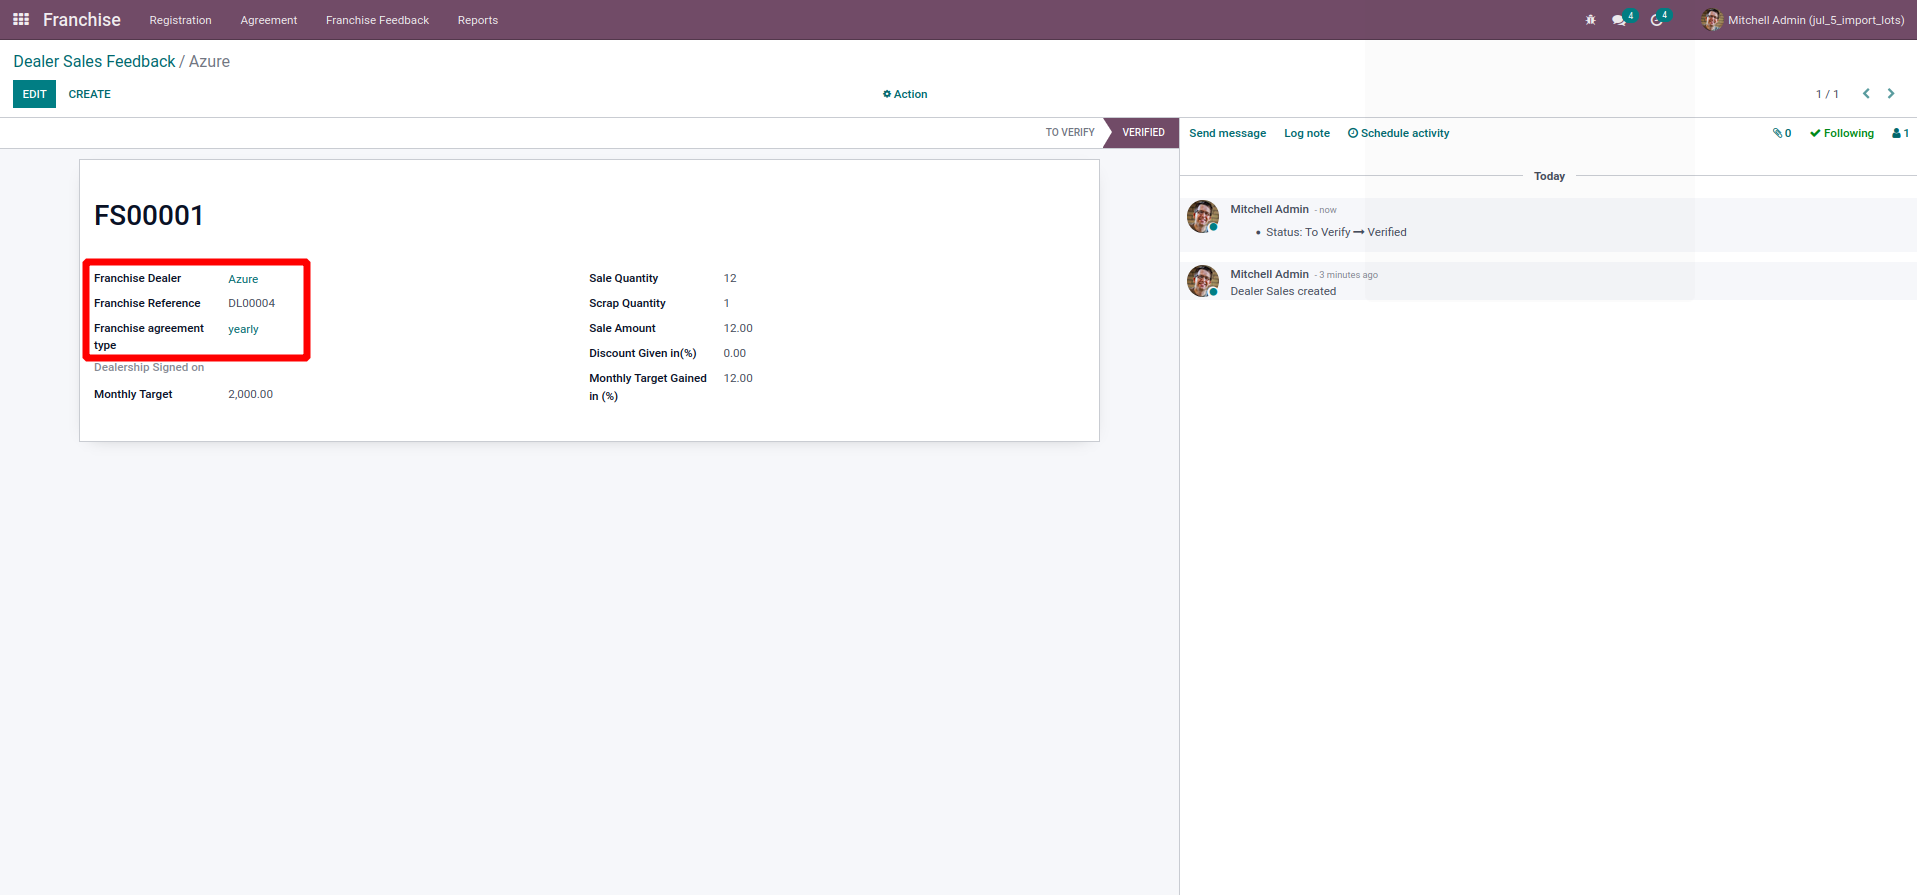 Franchise Registration Agreement Franchise Feedback Reports 4 4 Mitchell Admin (jul_5_import_lots)
Dealer Sales Feedback / Azure
EDIT CREATE Action 1 / 1
TO VERIFY VERIFIED Send message Log note Schedule activity 0 Following 1
FS00001
Franchise Dealer Azure
Franchise Reference DL00004
Franchise agreement yearly
type
Dealership Signed on
Monthly Target 2,000.00
Sale Quantity 12
Scrap Quantity 1
Sale Amount 12.00
Discount Given in(%) 0.00
Monthly Target Gained 12.00
in (%)
Today
Mitchell Admin - now
• Status: To Verify → Verified
Mitchell Admin - 3 minutes ago
Dealer Sales created